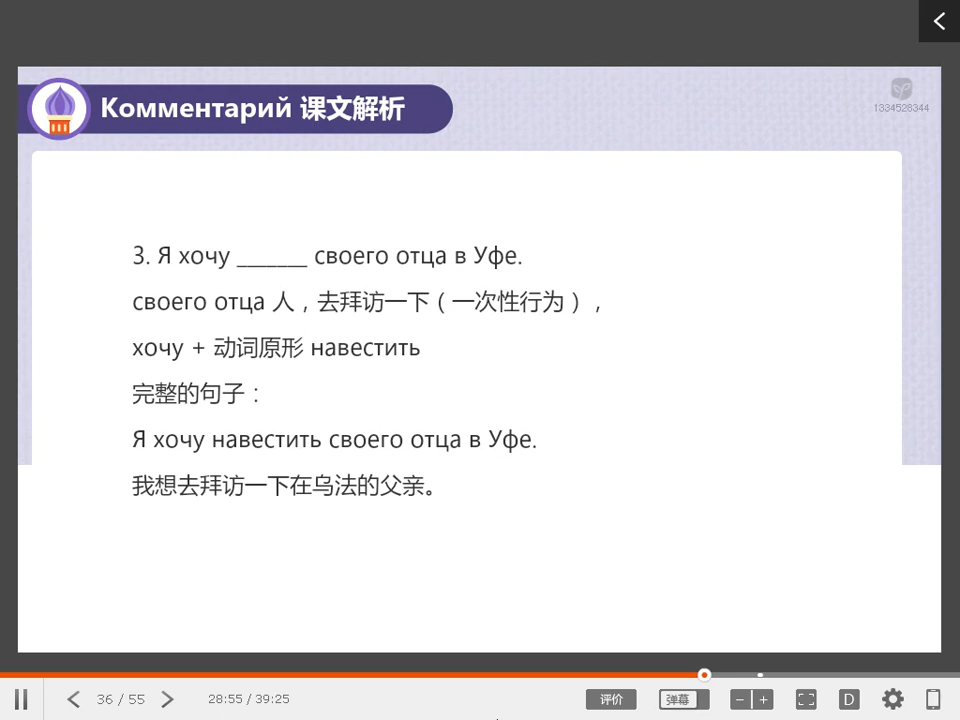 Комментарий 课文解析
1334528344
3. Я хочу _______ своего отца в Уфе.
своего отца 人，去拜访一下（一次性行为），
хочу + 动词原形 навестить
完整的句子：
Я хочу навестить своего отца в Уфе.
我想去拜访一下在乌法的父亲。
36 / 55 28:55 / 39:25 评价 弹幕 D